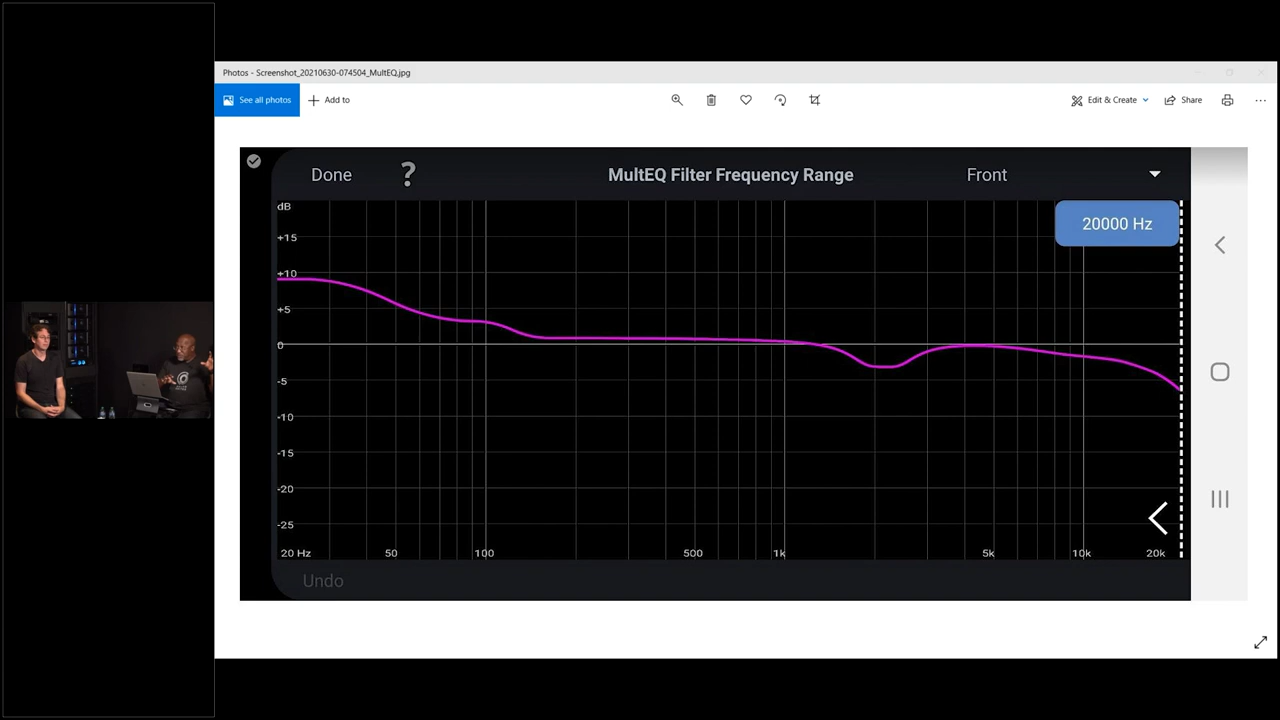 Photos - Screenshot_20210630-074504_MultEQ.jpg
See all photos
Add to
Edit & Create
Share
Done
?
MultEQ Filter Frequency Range
Front
dB
20000 Hz
+15
+10
+5
0
-5
-10
-15
-20
-25
20 Hz 50 100 500 1k 5k 10k 20k
Undo